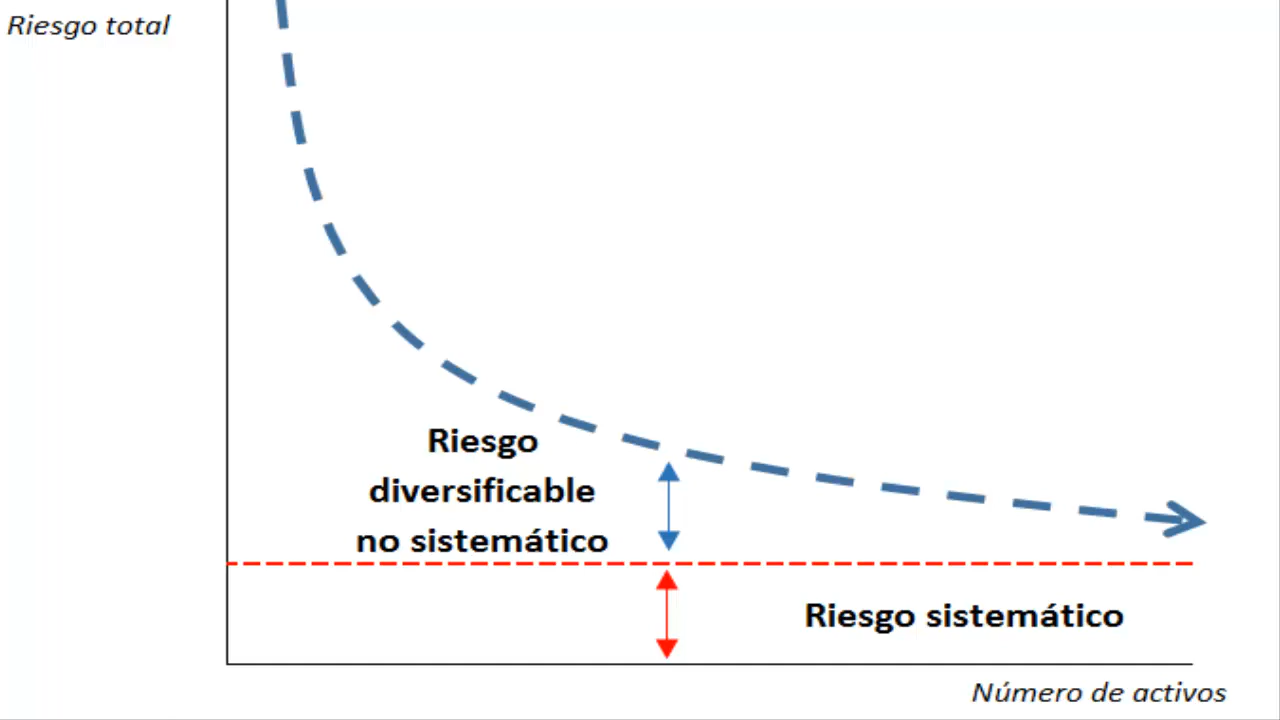 Riesgo total
Riesgo
diversificable
no sistemático
Riesgo sistemático
Número de activos